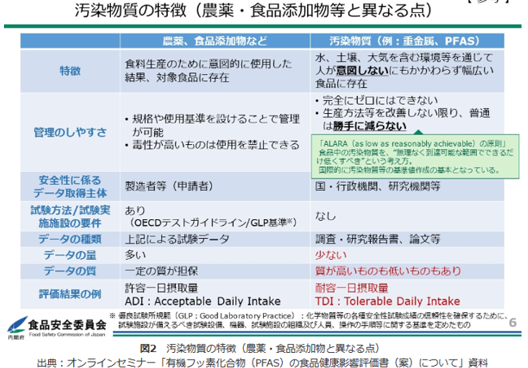 汚染物質の特徴（農薬・食品添加物等と異なる点）
農薬、食品添加物など
汚染物質（例：重金属、PFAS）
特徴
食料生産のために意図的に使用した
結果、対象食品に存在
水、土壌、大気を含む環境等を通じて
人が意図しないにもかかわらず幅広い
食品に存在
管理のしやすさ
・規格や使用基準を設けることで管理
が可能
・毒性が高いものは使用を禁止できる
・完全にゼロにはできない
・生産方法等を改善しない限り、普通
は勝手に減らない
「ALARA（as low as reasonably achievable）の原則」
食品中の汚染物質を、“無理なく到達可能な範囲でできるだ
け低くすべき”という考え方。
国際的に汚染物質等の基準値作成の基本となっている。
安全性に係る
データ取得主体
製造者等（申請者）
国・行政機関、研究機関等
試験方法/試験実
施施設の要件
あり
（OECDテストガイドライン/GLP基準※）
なし
データの種類
上記による試験データ
調査・研究報告書、論文等
データの量
多い
少ない
データの質
一定の質が担保
質が高いものも低いものもあり
評価結果の例
許容一日摂取量
ADI：Acceptable Daily Intake
耐容一日摂取量
TDI：Tolerable Daily Intake
※ 優良試験所規範（GLP：Good Laboratory Practice）：化学物質等の各種安全性試験成績の信頼性を確保するために、
試験施設が備えるべき試験設備、機器、試験施設の組織及び人員、操作の手順等に関する基準を定めたもの
内閣府
食品安全委員会
Food Safety Commission of Japan
6
図2　汚染物質の特徴（農薬・食品添加物と異なる点）
出典：オンラインセミナー「有機フッ素化合物（PFAS）の食品健康影響評価書（案）について」資料